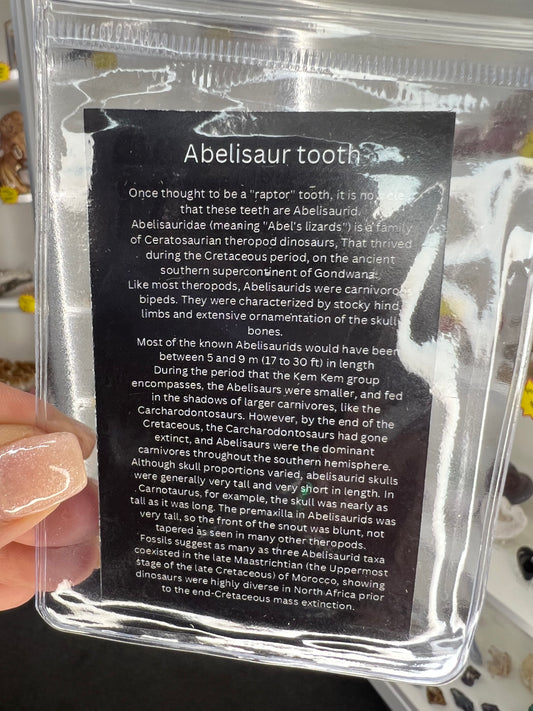 Abelisaur tooth
Once thought to be a "raptor" tooth, it is no
that these teeth are Abelisaurid.
Abelisauridae (meaning "Abel's lizards") is a family
of Ceratosaurian theropod dinosaurs, That thrived
during the Cretaceous period, on the ancient
southern supercontinent of Gondwana.
Like most theropods, Abelisaurids were carnivorous
bipeds. They were characterized by stocky hind
limbs and extensive ornamentation of the skull
bones.
Most of the known Abelisaurids would have been
between 5 and 9 m (17 to 30 ft) in length
During the period that the Kem Kem group
encompasses, the Abelisaurs were smaller, and fed
in the shadows of larger carnivores, like the
Carcharodontosaurs. However, by the end of the
Cretaceous, the Carcharodontosaurs had gone
extinct, and Abelisaurs were the dominant
carnivores throughout the southern hemisphere.
Although skull proportions varied, abelisaurid skulls
were generally very tall and very short in length. In
Carnotaurus, for example, the skull was nearly as
tall as it was long. The premaxilla in Abelisaurids was
very tall, so the front of the snout was blunt, not
tapered as seen in many other theropods.
Fossils suggest as many as three Abelisaurid taxa
coexisted in the late Maastrichtian (the Uppermost
stage of the late Cretaceous) of Morocco, showing
dinosaurs were highly diverse in North Africa prior
to the end-Cretaceous mass extinction.